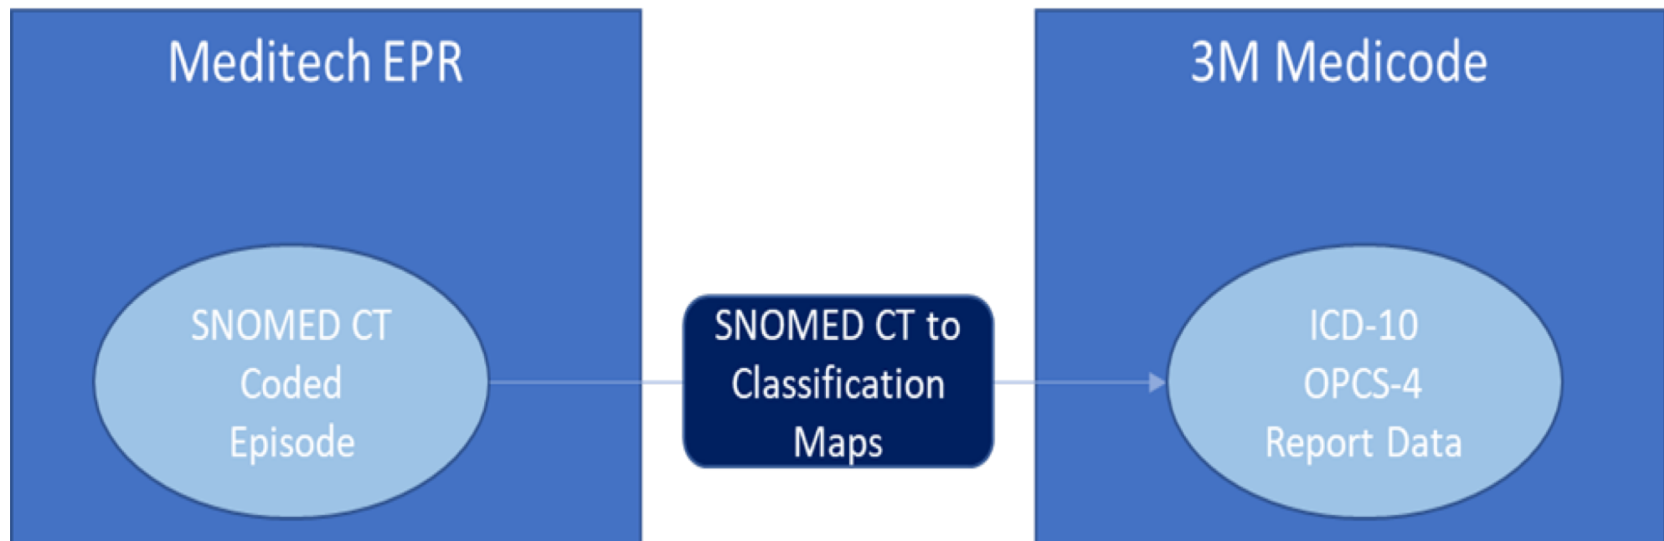 Meditech EPR
SNOMED CT
Coded
Episode
SNOMED CT to
Classification
Maps
3M Medicode
ICD-10
OPCS-4
Report Data